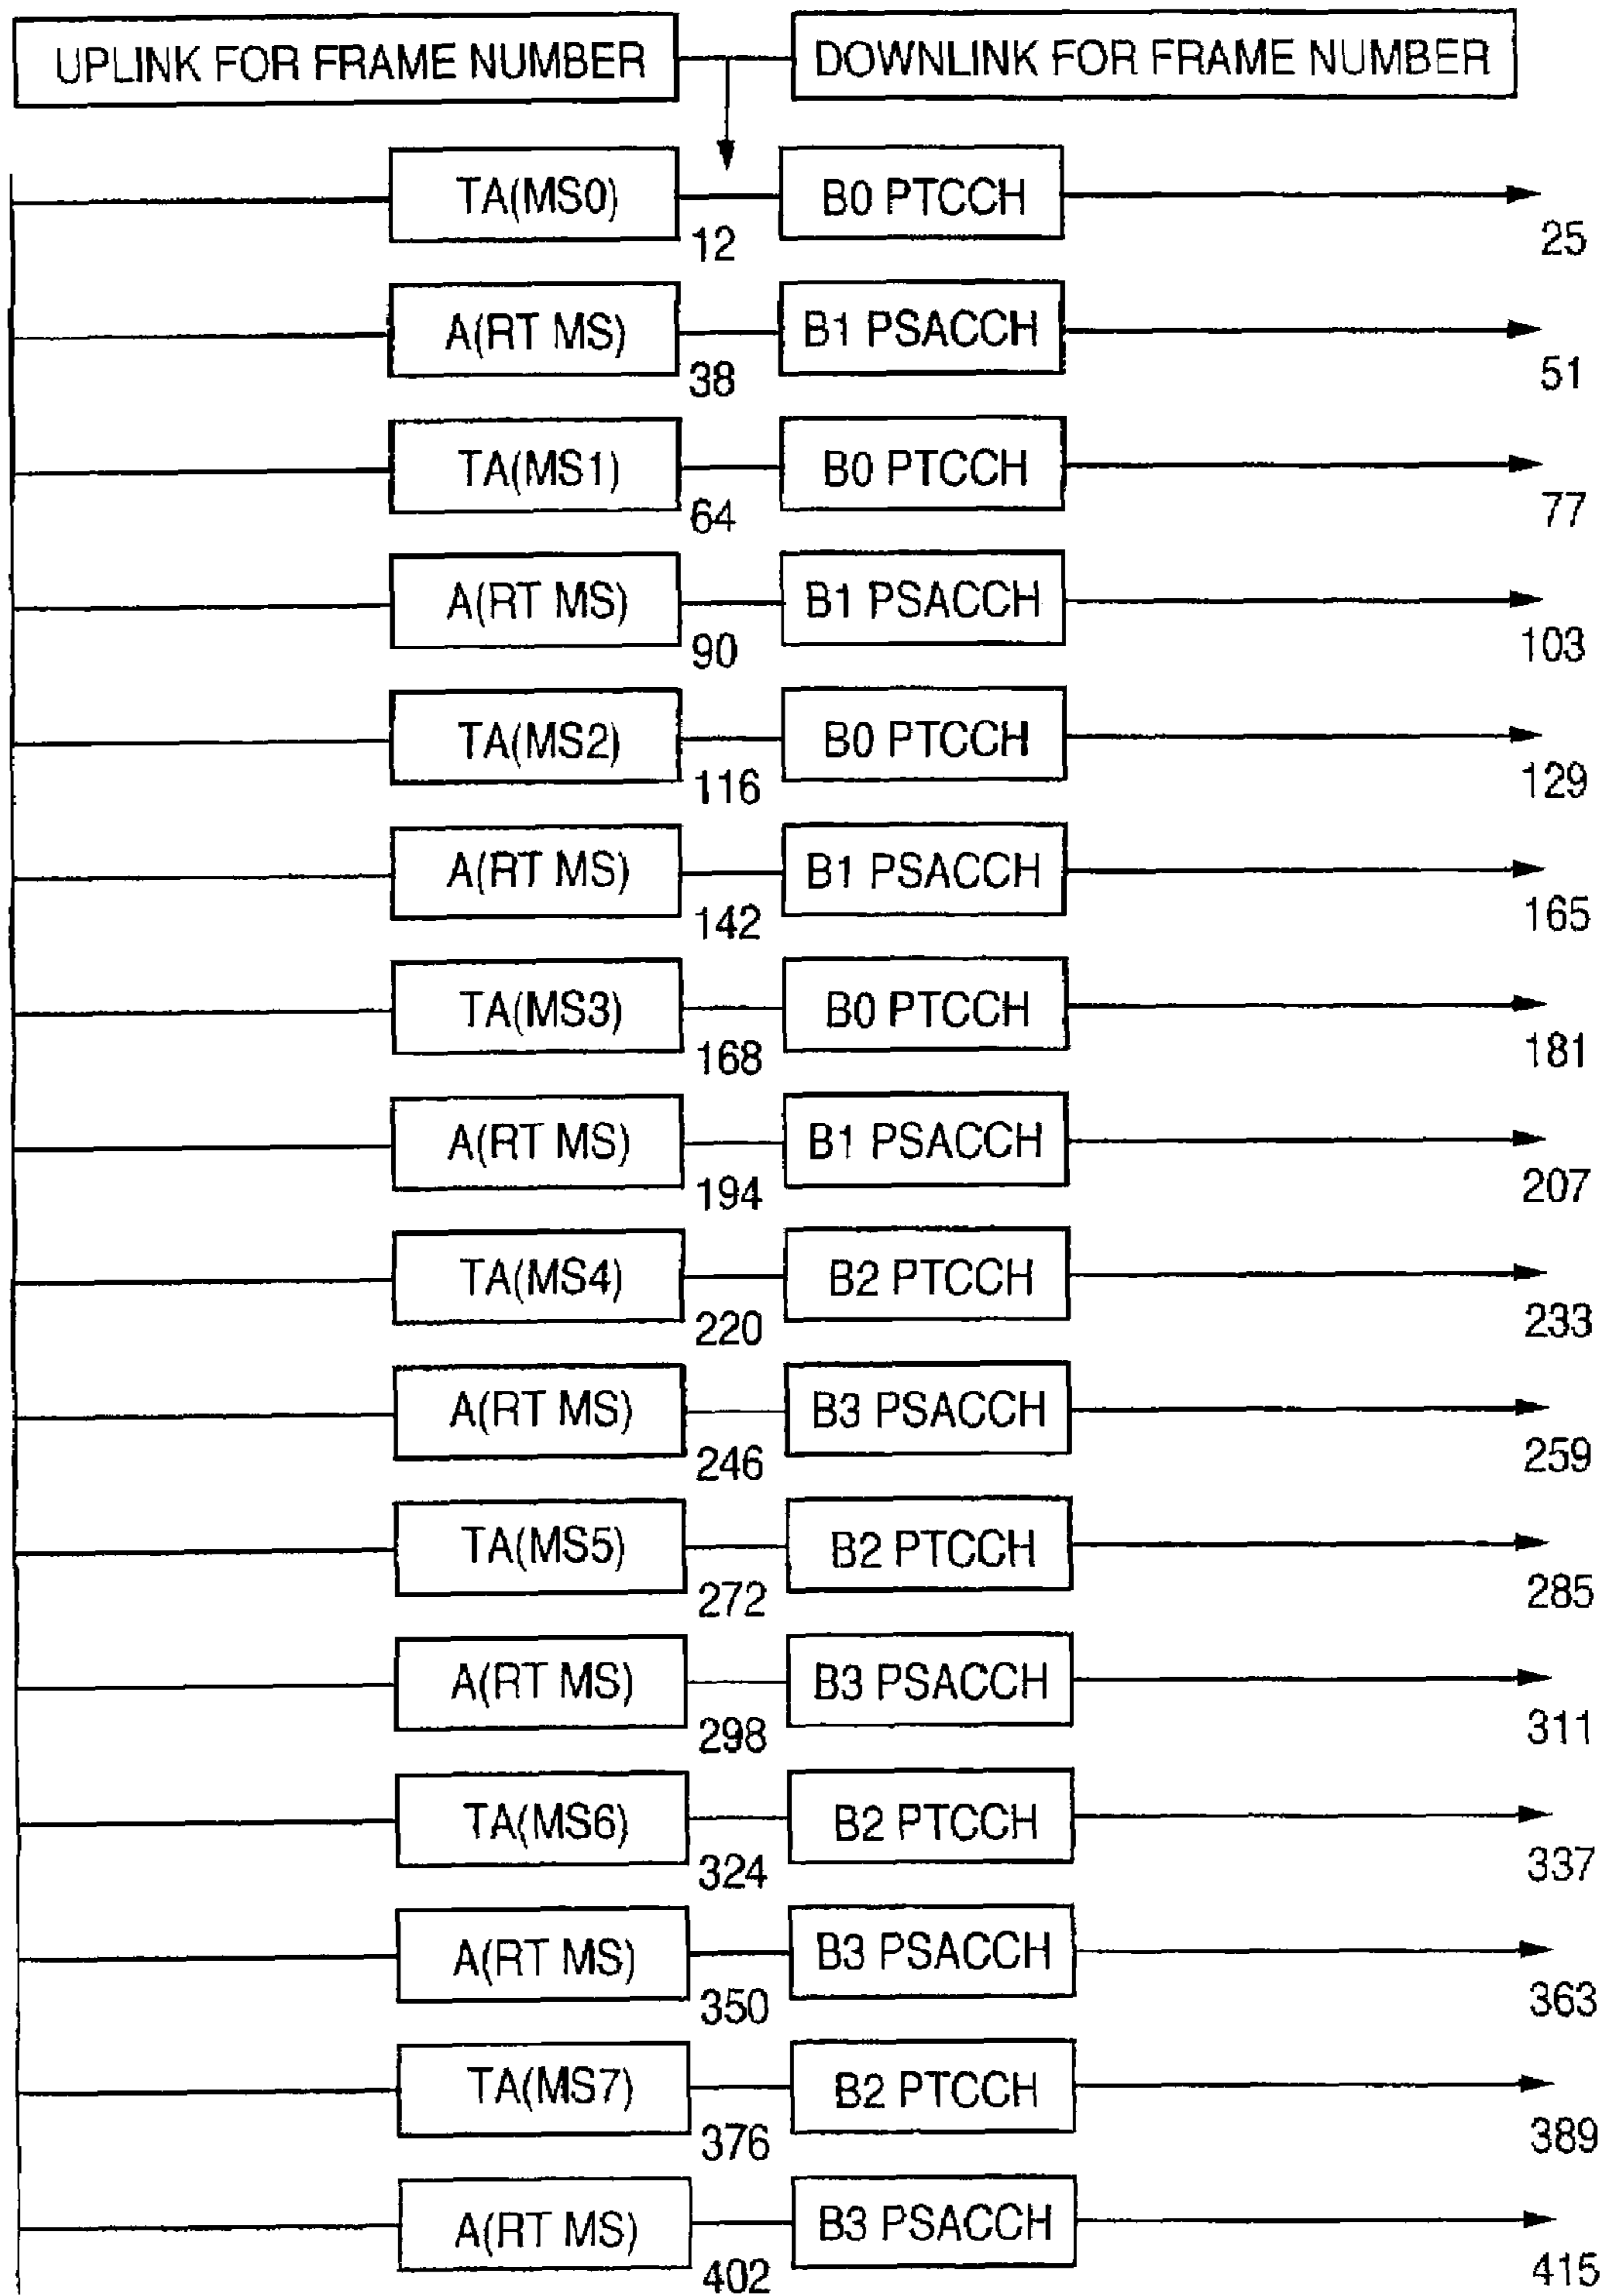 UPLINK FOR FRAME NUMBER DOWNLINK FOR FRAME NUMBER
TA(MS0) 12 B0 PTCCH 25
A(RT MS) 38 B1 PSACCH 51
TA(MS1) 64 B0 PTCCH 77
A(RT MS) 90 B1 PSACCH 103
TA(MS2) 116 B0 PTCCH 129
A(RT MS) 142 B1 PSACCH 165
TA(MS3) 168 B0 PTCCH 181
A(RT MS) 194 B1 PSACCH 207
TA(MS4) 220 B2 PTCCH 233
A(RT MS) 246 B3 PSACCH 259
TA(MS5) 272 B2 PTCCH 285
A(RT MS) 298 B3 PSACCH 311
TA(MS6) 324 B2 PTCCH 337
A(RT MS) 350 B3 PSACCH 363
TA(MS7) 376 B2 PTCCH 389
A(RT MS) 402 B3 PSACCH 415